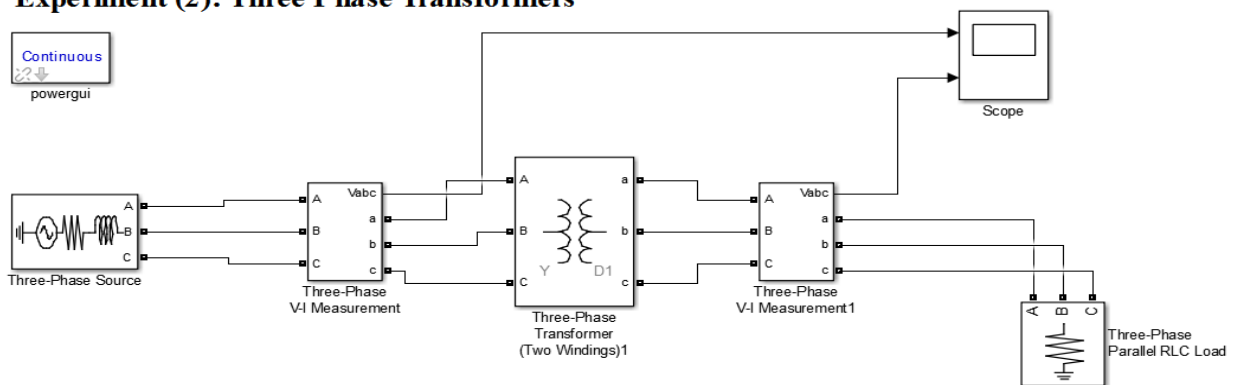 Experiment (2): Three Phase Transformers
Continuous
powergui
Scope
A
B
C
Three-Phase Source
Vabc
A
a
B
b
C
c
Three-Phase
V-I Measurement
A
a
B
b
C
c
Y
D1
Three-Phase
Transformer
(Two Windings)1
Vabc
A
a
B
b
C
c
Three-Phase
V-I Measurement1
A
B
C
Three-Phase
Parallel RLC Load